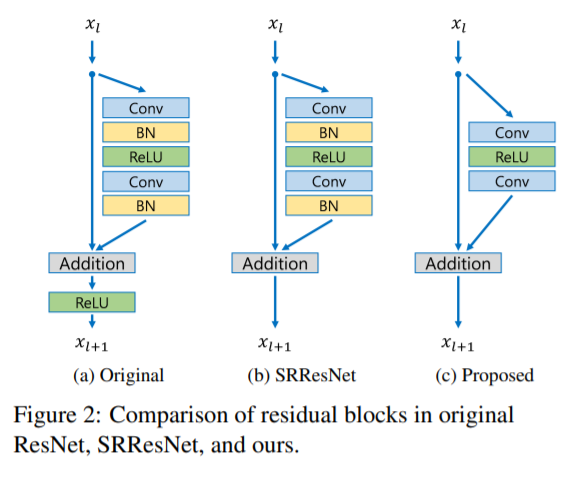 x_l
x_l
x_l
Conv
BN
ReLU
Conv
BN
Addition
ReLU
x_{l+1}
(a) Original
Conv
BN
ReLU
Conv
BN
Addition
x_{l+1}
(b) SRResNet
Conv
ReLU
Conv
Addition
x_{l+1}
(c) Proposed
Figure 2: Comparison of residual blocks in original
ResNet, SRResNet, and ours.